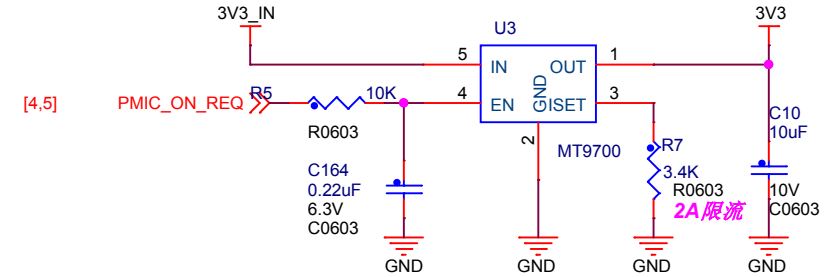 3V3_IN
3V3
U3
5
IN
OUT
1
[4,5]
PMIC_ON_REQ
R5
10K
4
EN
GND
ISET
3
R0603
2
MT9700
C10
10uF
R7
3.4K
R0603
2A限流
10V
C0603
C164
0.22uF
6.3V
C0603
GND
GND
GND
GND